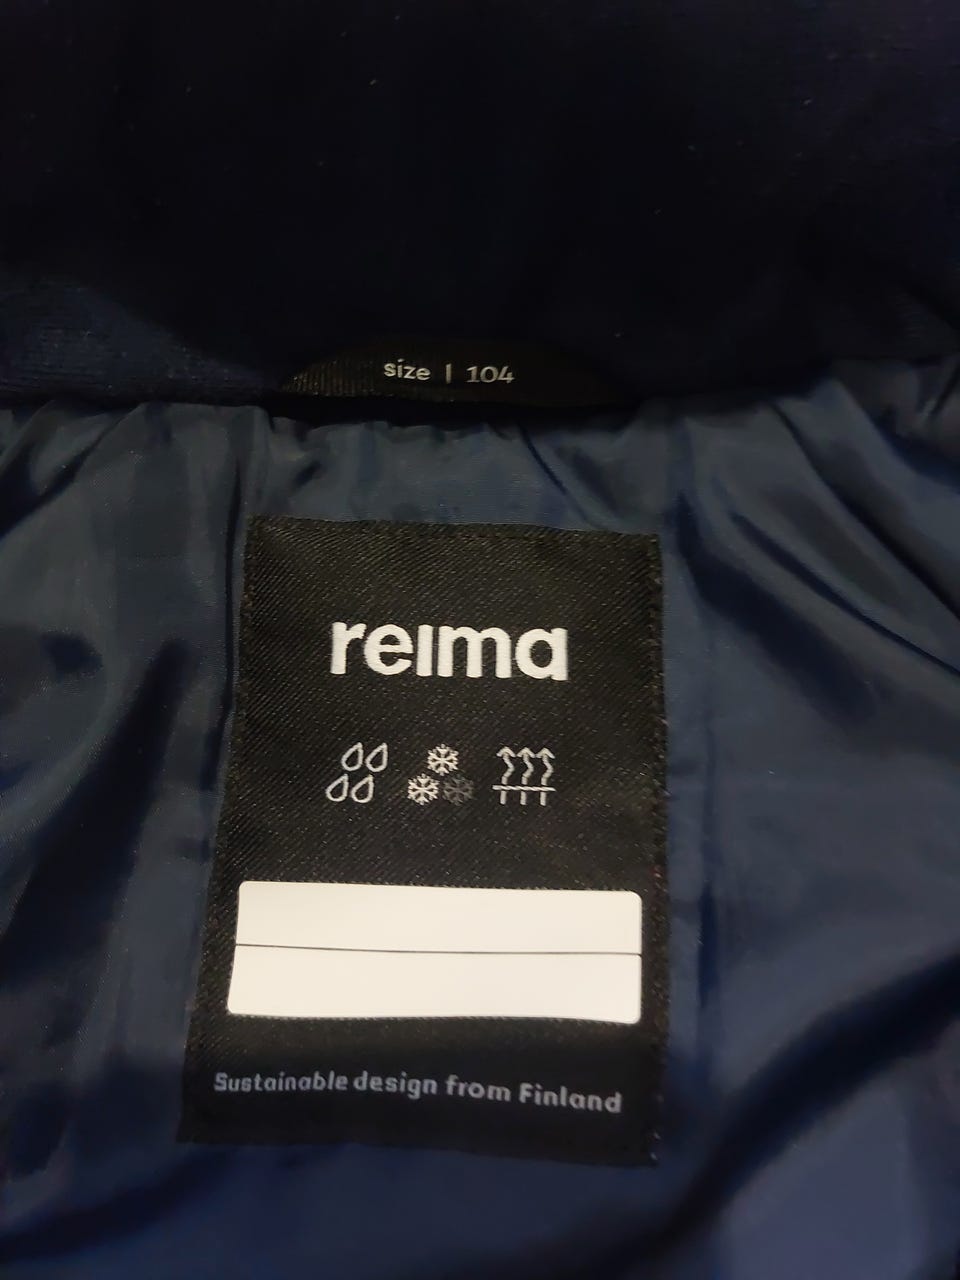 size | 104
reima
Sustainable design from Finland